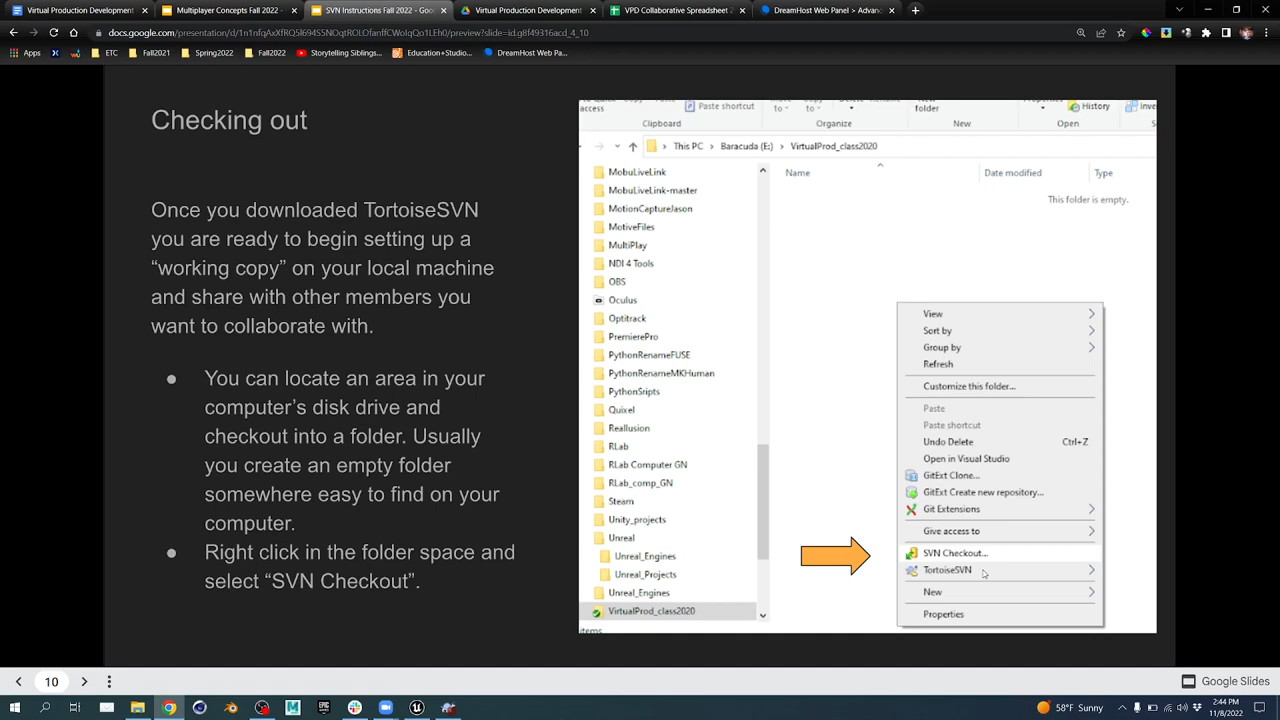 Virtual Production Development
Multiplayer Concepts Fall 2022 -
SVN Instructions Fall 2022 - Goo
Virtual Production Development
VPD Collaborative Spreadsheet
DreamHost Web Panel > Advanc
Apps
ETC
Fall2021
Spring2022
Fall2022
Storytelling Siblings...
Education+Studio...
DreamHost Web Pa...
Checking out
Once you downloaded TortoiseSVN
you are ready to begin setting up a
“working copy” on your local machine
and share with other members you
want to collaborate with.
● You can locate an area in your
computer’s disk drive and
checkout into a folder. Usually
you create an empty folder
somewhere easy to find on your
computer.
● Right click in the folder space and
select “SVN Checkout”.
access
Paste shortcut
to
to
folder
History
Clipboard
Organize
New
Open
This PC > Baracuda (E:) > VirtualProd_class2020
Name
Date modified
Type
This folder is empty.
MobuLiveLink
MobuLiveLink-master
MotionCaptureJason
MotiveFiles
MultiPlay
NDI 4 Tools
OBS
Oculus
Optitrack
PremierePro
PythonRenameFUSE
PythonRenameMKHuman
PythonSripts
Quixel
Reallusion
RLab
RLab Computer GN
RLab_comp_GN
Steam
Unity_projects
Unreal
Unreal_Engines
Unreal_Projects
Unreal_Engines
VirtualProd_class2020
items
View
Sort by
Group by
Refresh
Customize this folder...
Paste
Paste shortcut
Undo Delete Ctrl+Z
Open in Visual Studio
GitExt Clone...
GitExt Create new repository...
Git Extensions
Give access to
SVN Checkout...
TortoiseSVN
New
Properties
10
Google Slides
58°F Sunny
2:44 PM
11/8/2022